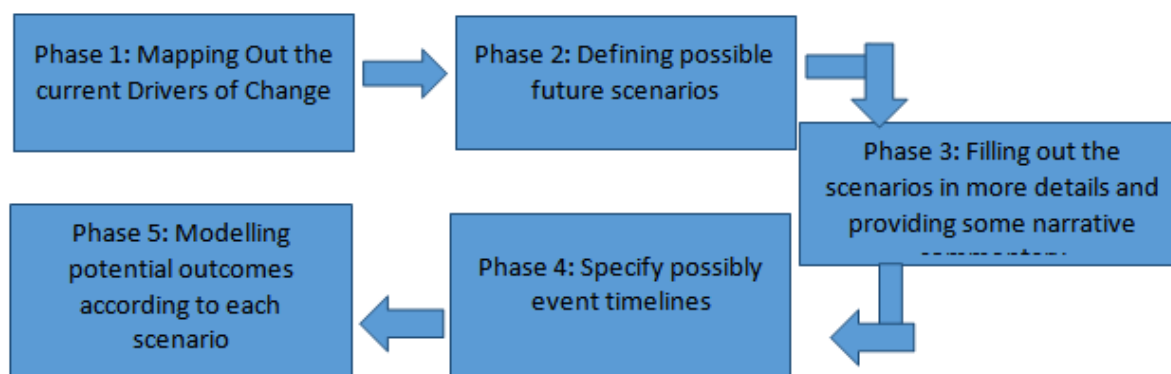 Phase 1: Mapping Out the
current Drivers of Change
Phase 2: Defining possible
future scenarios
Phase 3: Filling out the
scenarios in more details and
providing some narrative
Phase 4: Specify possibly
event timelines
Phase 5: Modelling
potential outcomes
according to each
scenario